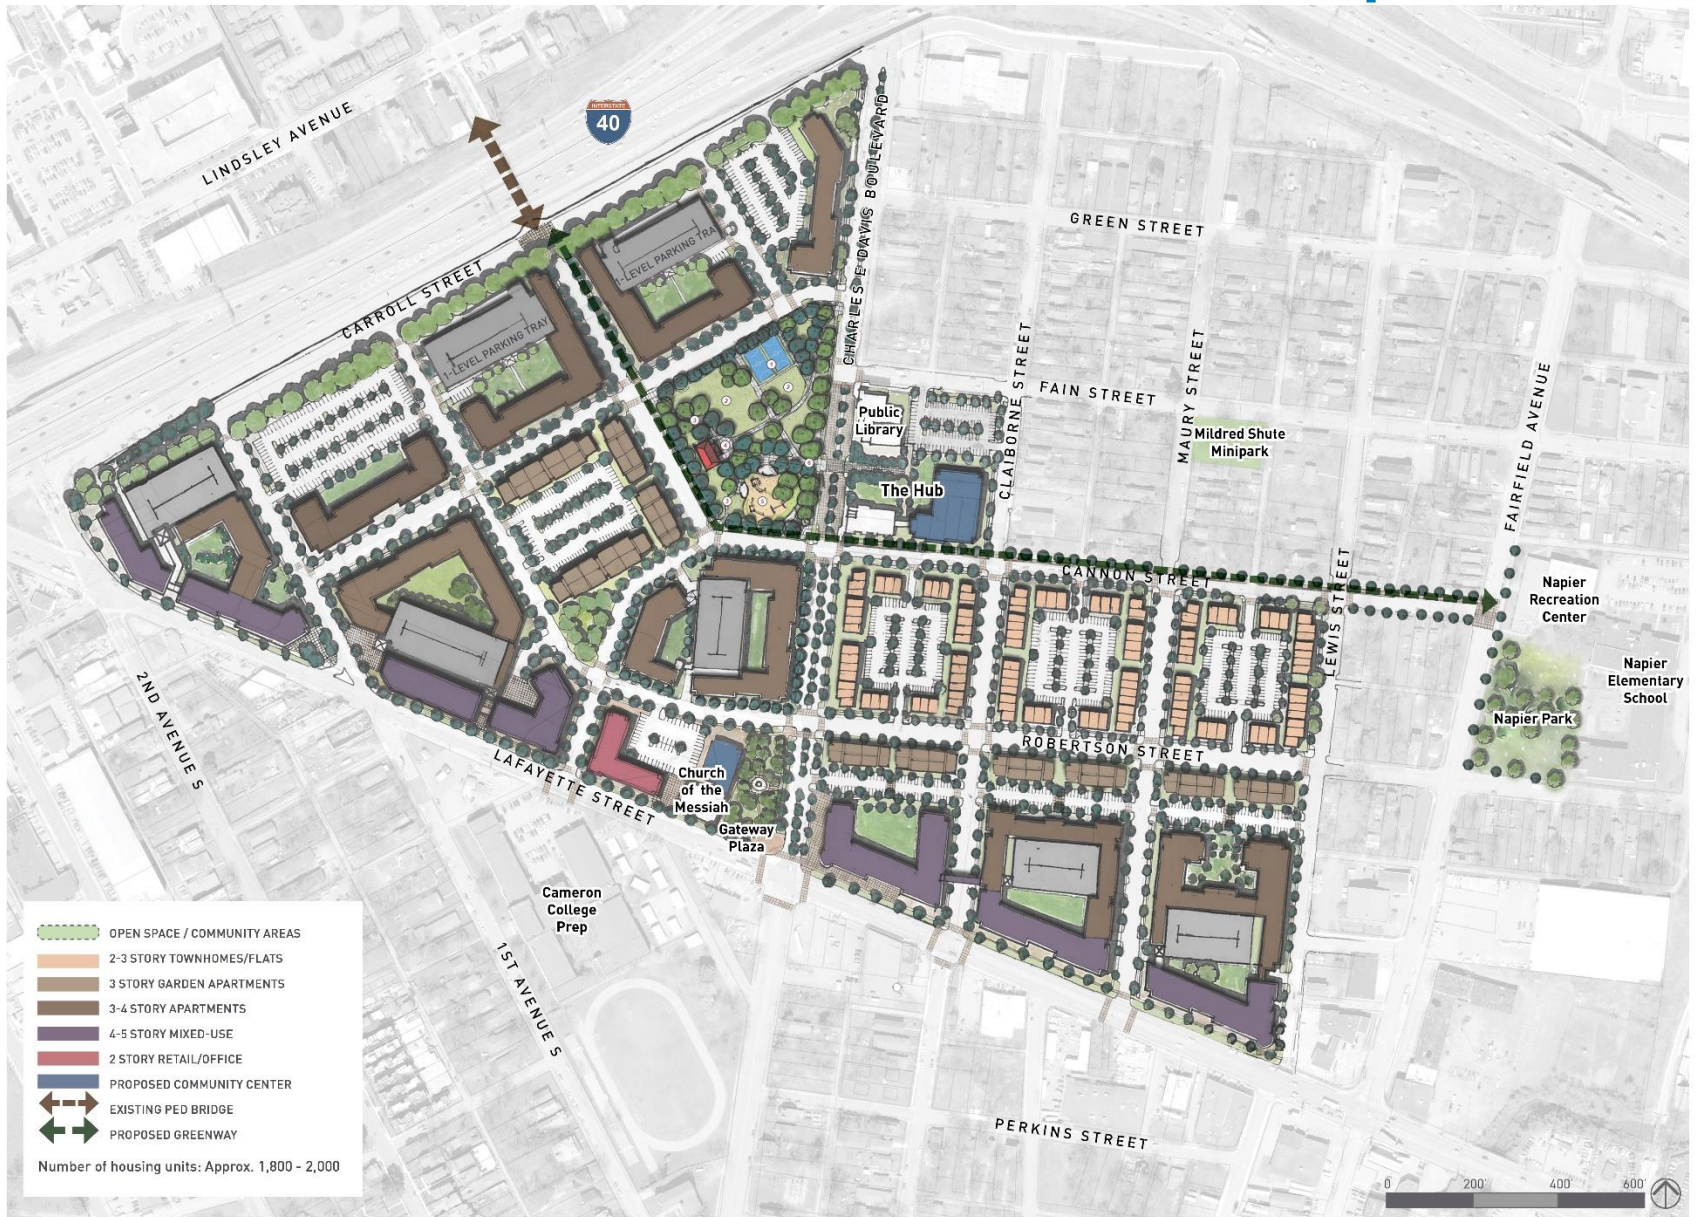 LINDSLEY AVENUE
INTERSTATE
40
CHARLES E DAVIS BOULEVARD
GREEN STREET
CARROLL STREET
1-LEVEL PARKING TRA
1-LEVEL PARKING TRAY
CLAIBORNE STREET
FAIN STREET
MAURY STREET
FAIRFIELD AVENUE
Public
Library
Mildred Shute
Minipark
The Hub
CANNON STREET
LEWIS STREET
Napier
Recreation
Center
Napier
Elementary
School
Napier Park
2ND AVENUE S
LAFAYETTE STREET
ROBERTSON STREET
Church
of the
Messiah
Gateway
Plaza
Cameron
College
Prep
1ST AVENUE S
PERKINS STREET
OPEN SPACE / COMMUNITY AREAS
2-3 STORY TOWNHOMES/FLATS
3 STORY GARDEN APARTMENTS
3-4 STORY APARTMENTS
4-5 STORY MIXED-USE
2 STORY RETAIL/OFFICE
PROPOSED COMMUNITY CENTER
EXISTING PED BRIDGE
PROPOSED GREENWAY
Number of housing units: Approx. 1,800 - 2,000
0 200' 400' 600'